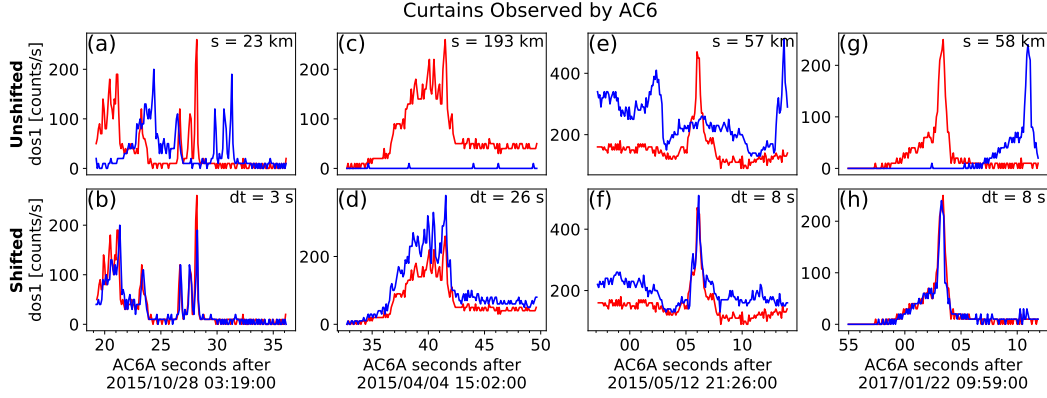 Curtains Observed by AC6
(a) s = 23 km
(c) s = 193 km
(e) s = 57 km
(g) s = 58 km
Unshifted
dos1 [counts/s]
200
100
0
200
100
0
400
200
200
100
0
(b) dt = 3 s
(d) dt = 26 s
(f) dt = 8 s
(h) dt = 8 s
Shifted
dos1 [counts/s]
200
100
0
200
0
400
200
200
100
0
20 25 30 35
35 40 45 50
00 05 10
55 00 05 10
AC6A seconds after
2015/10/28 03:19:00
AC6A seconds after
2015/04/04 15:02:00
AC6A seconds after
2015/05/12 21:26:00
AC6A seconds after
2017/01/22 09:59:00